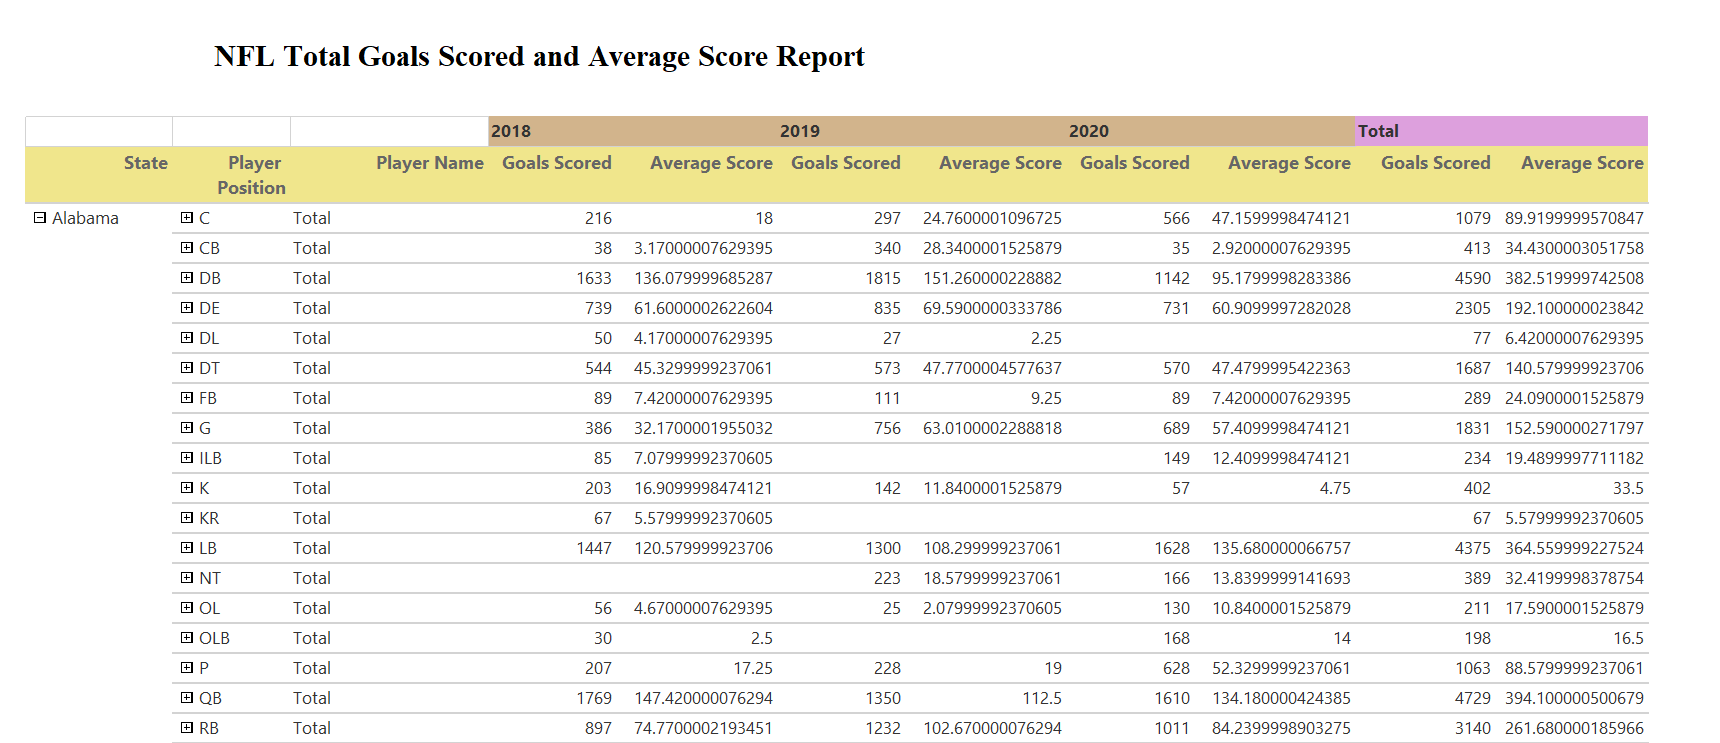 NFL Total Goals Scored and Average Score Report
2018 2019 2020 Total
State Player Position Player Name Goals Scored Average Score Goals Scored Average Score Goals Scored Average Score Goals Scored Average Score
Alabama C Total 216 18 297 24.7600001096725 566 47.1599998474121 1079 89.9199999570847
CB Total 38 3.17000007629395 340 28.3400001525879 35 2.92000007629395 413 34.4300003051758
DB Total 1633 136.079999685287 1815 151.260000228882 1142 95.1799998283386 4590 382.519999742508
DE Total 739 61.6000002622604 835 69.5900000333786 731 60.9099997282028 2305 192.100000023842
DL Total 50 4.17000007629395 27 2.25 77 6.42000007629395
DT Total 544 45.3299999237061 573 47.7700004577637 570 47.4799995422363 1687 140.579999923706
FB Total 89 7.42000007629395 111 9.25 89 7.42000007629395 289 24.0900001525879
G Total 386 32.1700001955032 756 63.0100002288818 689 57.4099998474121 1831 152.590000271797
ILB Total 85 7.07999992370605 149 12.4099998474121 234 19.4899997711182
K Total 203 16.9099998474121 142 11.8400001525879 57 4.75 402 33.5
KR Total 67 5.57999992370605 67 5.57999992370605
LB Total 1447 120.579999923706 1300 108.299999237061 1628 135.680000066757 4375 364.559999227524
NT Total 223 18.5799999237061 166 13.8399999141693 389 32.4199998378754
OL Total 56 4.67000007629395 25 2.07999992370605 130 10.8400001525879 211 17.5900001525879
OLB Total 30 2.5 168 14 198 16.5
P Total 207 17.25 228 19 628 52.3299999237061 1063 88.5799999237061
QB Total 1769 147.420000076294 1350 112.5 1610 134.180000424385 4729 394.100000500679
RB Total 897 74.7700002193451 1232 102.670000076294 1011 84.2399998903275 3140 261.680000185966